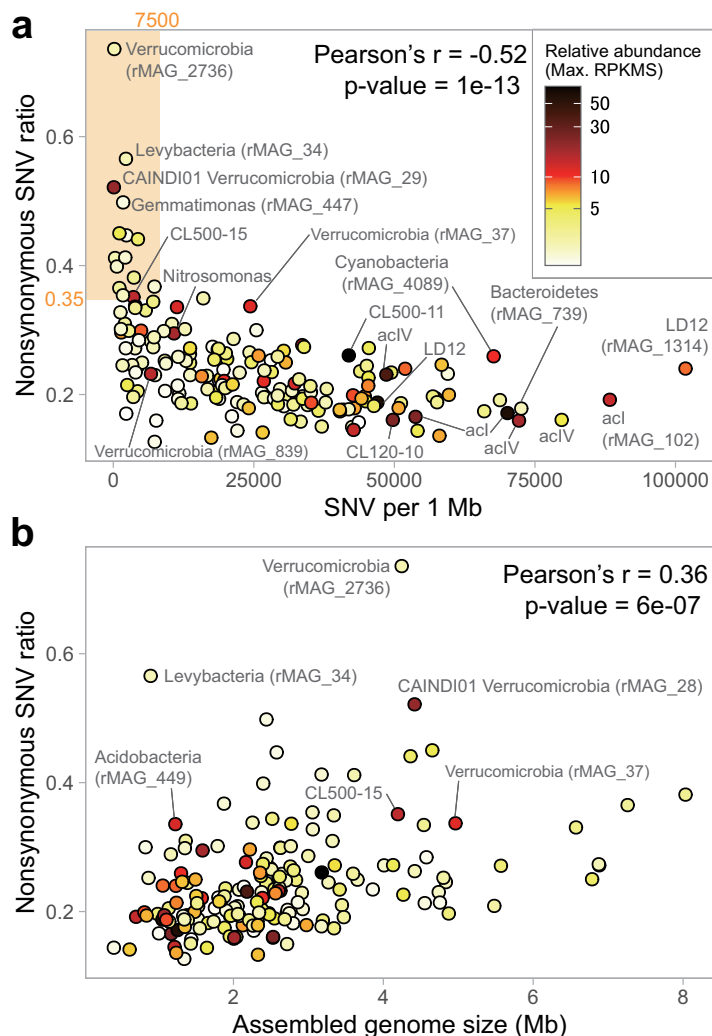 a
7500
Verrucomicrobia
(rMAG_2736)
Pearson's r = -0.52
p-value = 1e-13
Relative abundance
(Max. RPKMS)
50
30
10
5
Levybacteria (rMAG_34)
CAINDI01 Verrucomicrobia (rMAG_29)
Gemmatimonas (rMAG_447)
CL500-15
Verrucomicrobia (rMAG_37)
Nitrosomonas
Cyanobacteria
(rMAG_4089)
CL500-11
acIV
LD12
Bacteroidetes
(rMAG_739)
LD12
(rMAG_1314)
Verrucomicrobia (rMAG_839)
CL120-10
acI
acIV
acIV
acI
(rMAG_102)
0.6
0.4
0.35
0.2
Nonsynonymous SNV ratio
0
25000
50000
75000
100000
SNV per 1 Mb
b
Verrucomicrobia
(rMAG_2736)
Pearson's r = 0.36
p-value = 6e-07
Levybacteria (rMAG_34)
CAINDI01 Verrucomicrobia (rMAG_28)
Acidobacteria
(rMAG_449)
CL500-15
Verrucomicrobia (rMAG_37)
0.6
0.4
0.2
Nonsynonymous SNV ratio
2
4
6
8
Assembled genome size (Mb)